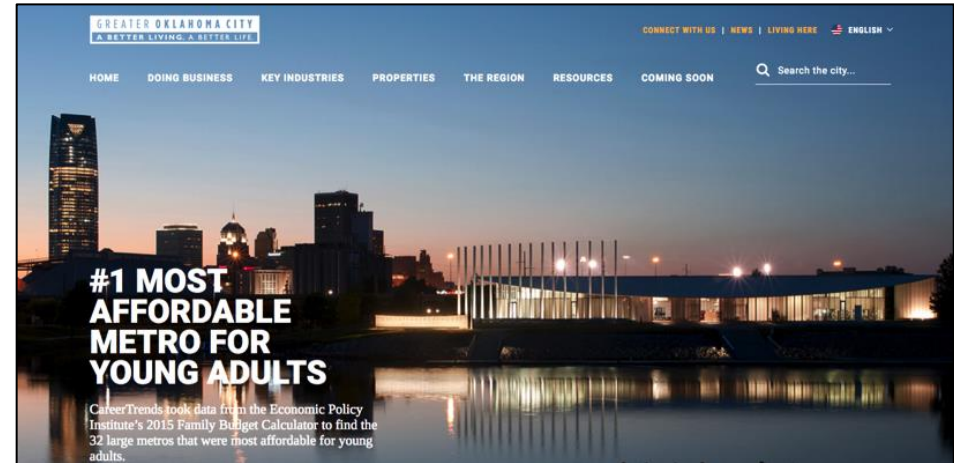 GREATER OKLAHOMA CITY
A BETTER LIVING. A BETTER LIFE.
CONNECT WITH US | NEWS | LIVING HERE ENGLISH
HOME DOING BUSINESS KEY INDUSTRIES PROPERTIES THE REGION RESOURCES COMING SOON Search the city...
#1 MOST
AFFORDABLE
METRO FOR
YOUNG ADULTS
CareerTrends took data from the Economic Policy
Institute's 2015 Family Budget Calculator to find the
32 large metros that were most affordable for young
adults.